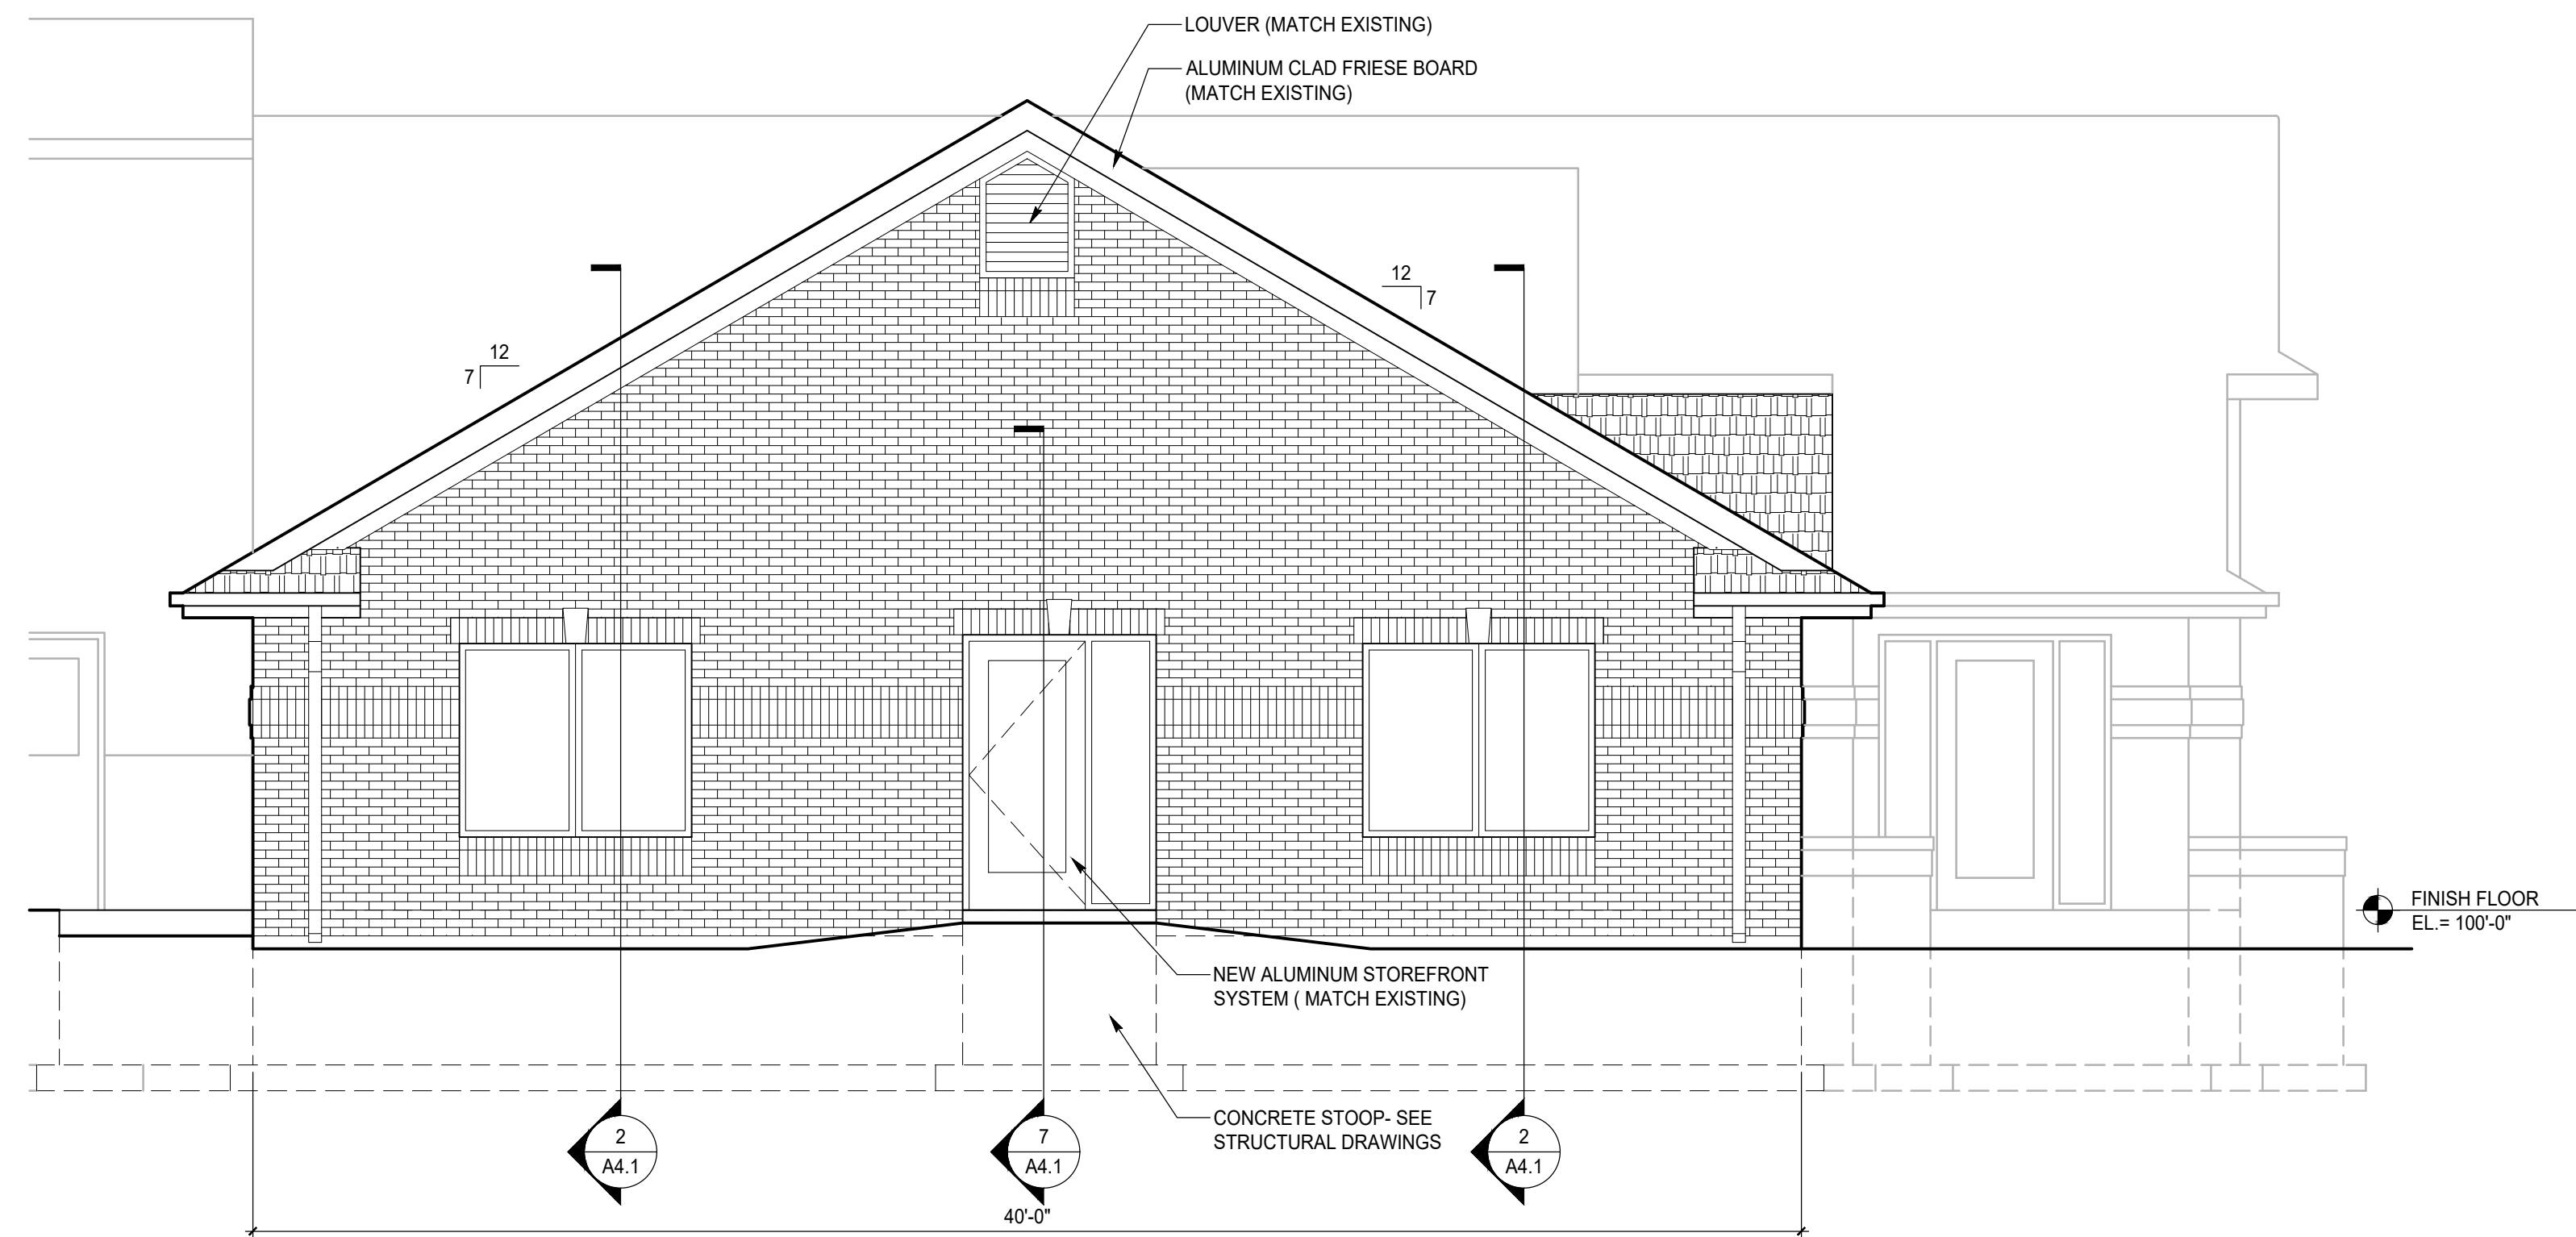 LOUVER (MATCH EXISTING)
ALUMINUM CLAD FRIESE BOARD
(MATCH EXISTING)
12
7
12
7
FINISH FLOOR
EL.= 100'-0"
NEW ALUMINUM STOREFRONT
SYSTEM ( MATCH EXISTING)
CONCRETE STOOP- SEE
STRUCTURAL DRAWINGS
2
A4.1
7
A4.1
2
A4.1
40'-0"